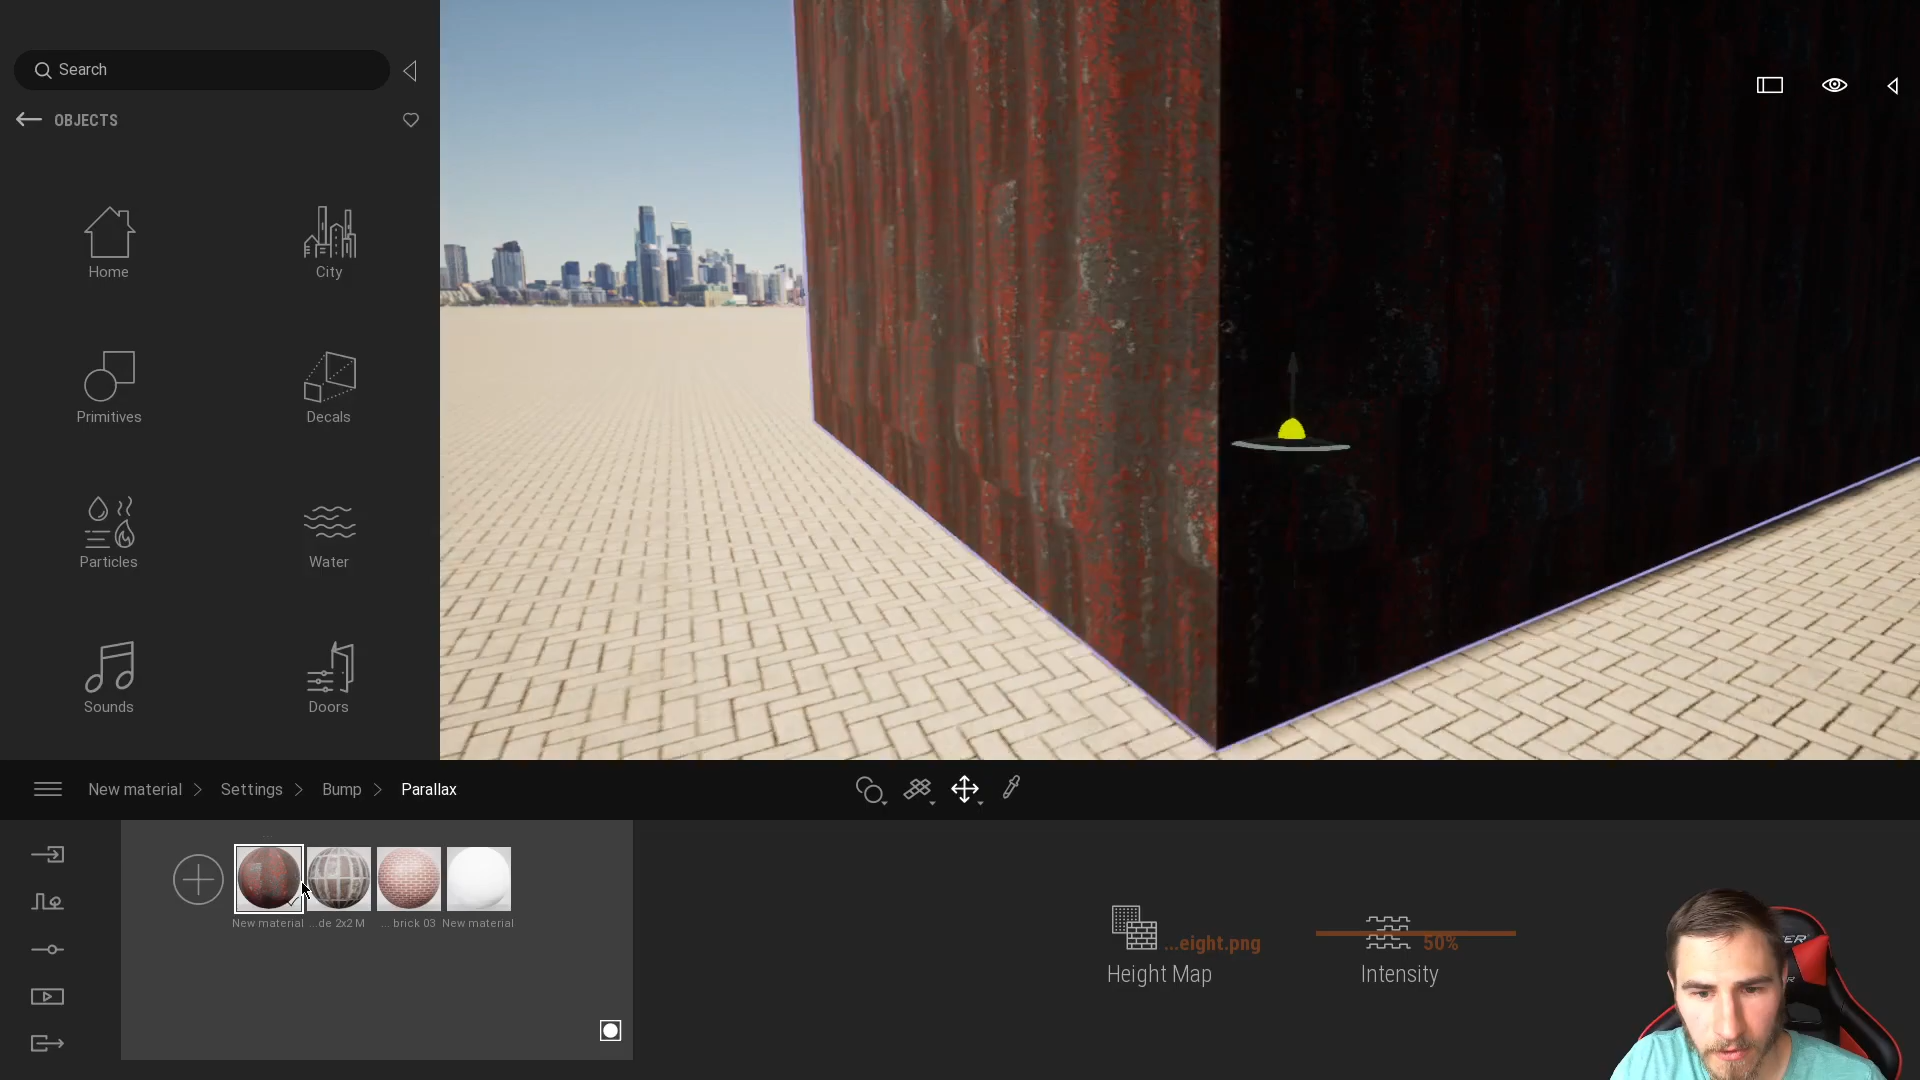 Search
OBJECTS
Home
City
Primitives
Decals
Particles
Water
Sounds
Doors
New material
Settings
Bump
Parallax
...
New material
...de 2x2 M
... brick 03
New material
...eight.png
Height Map
50%
Intensity